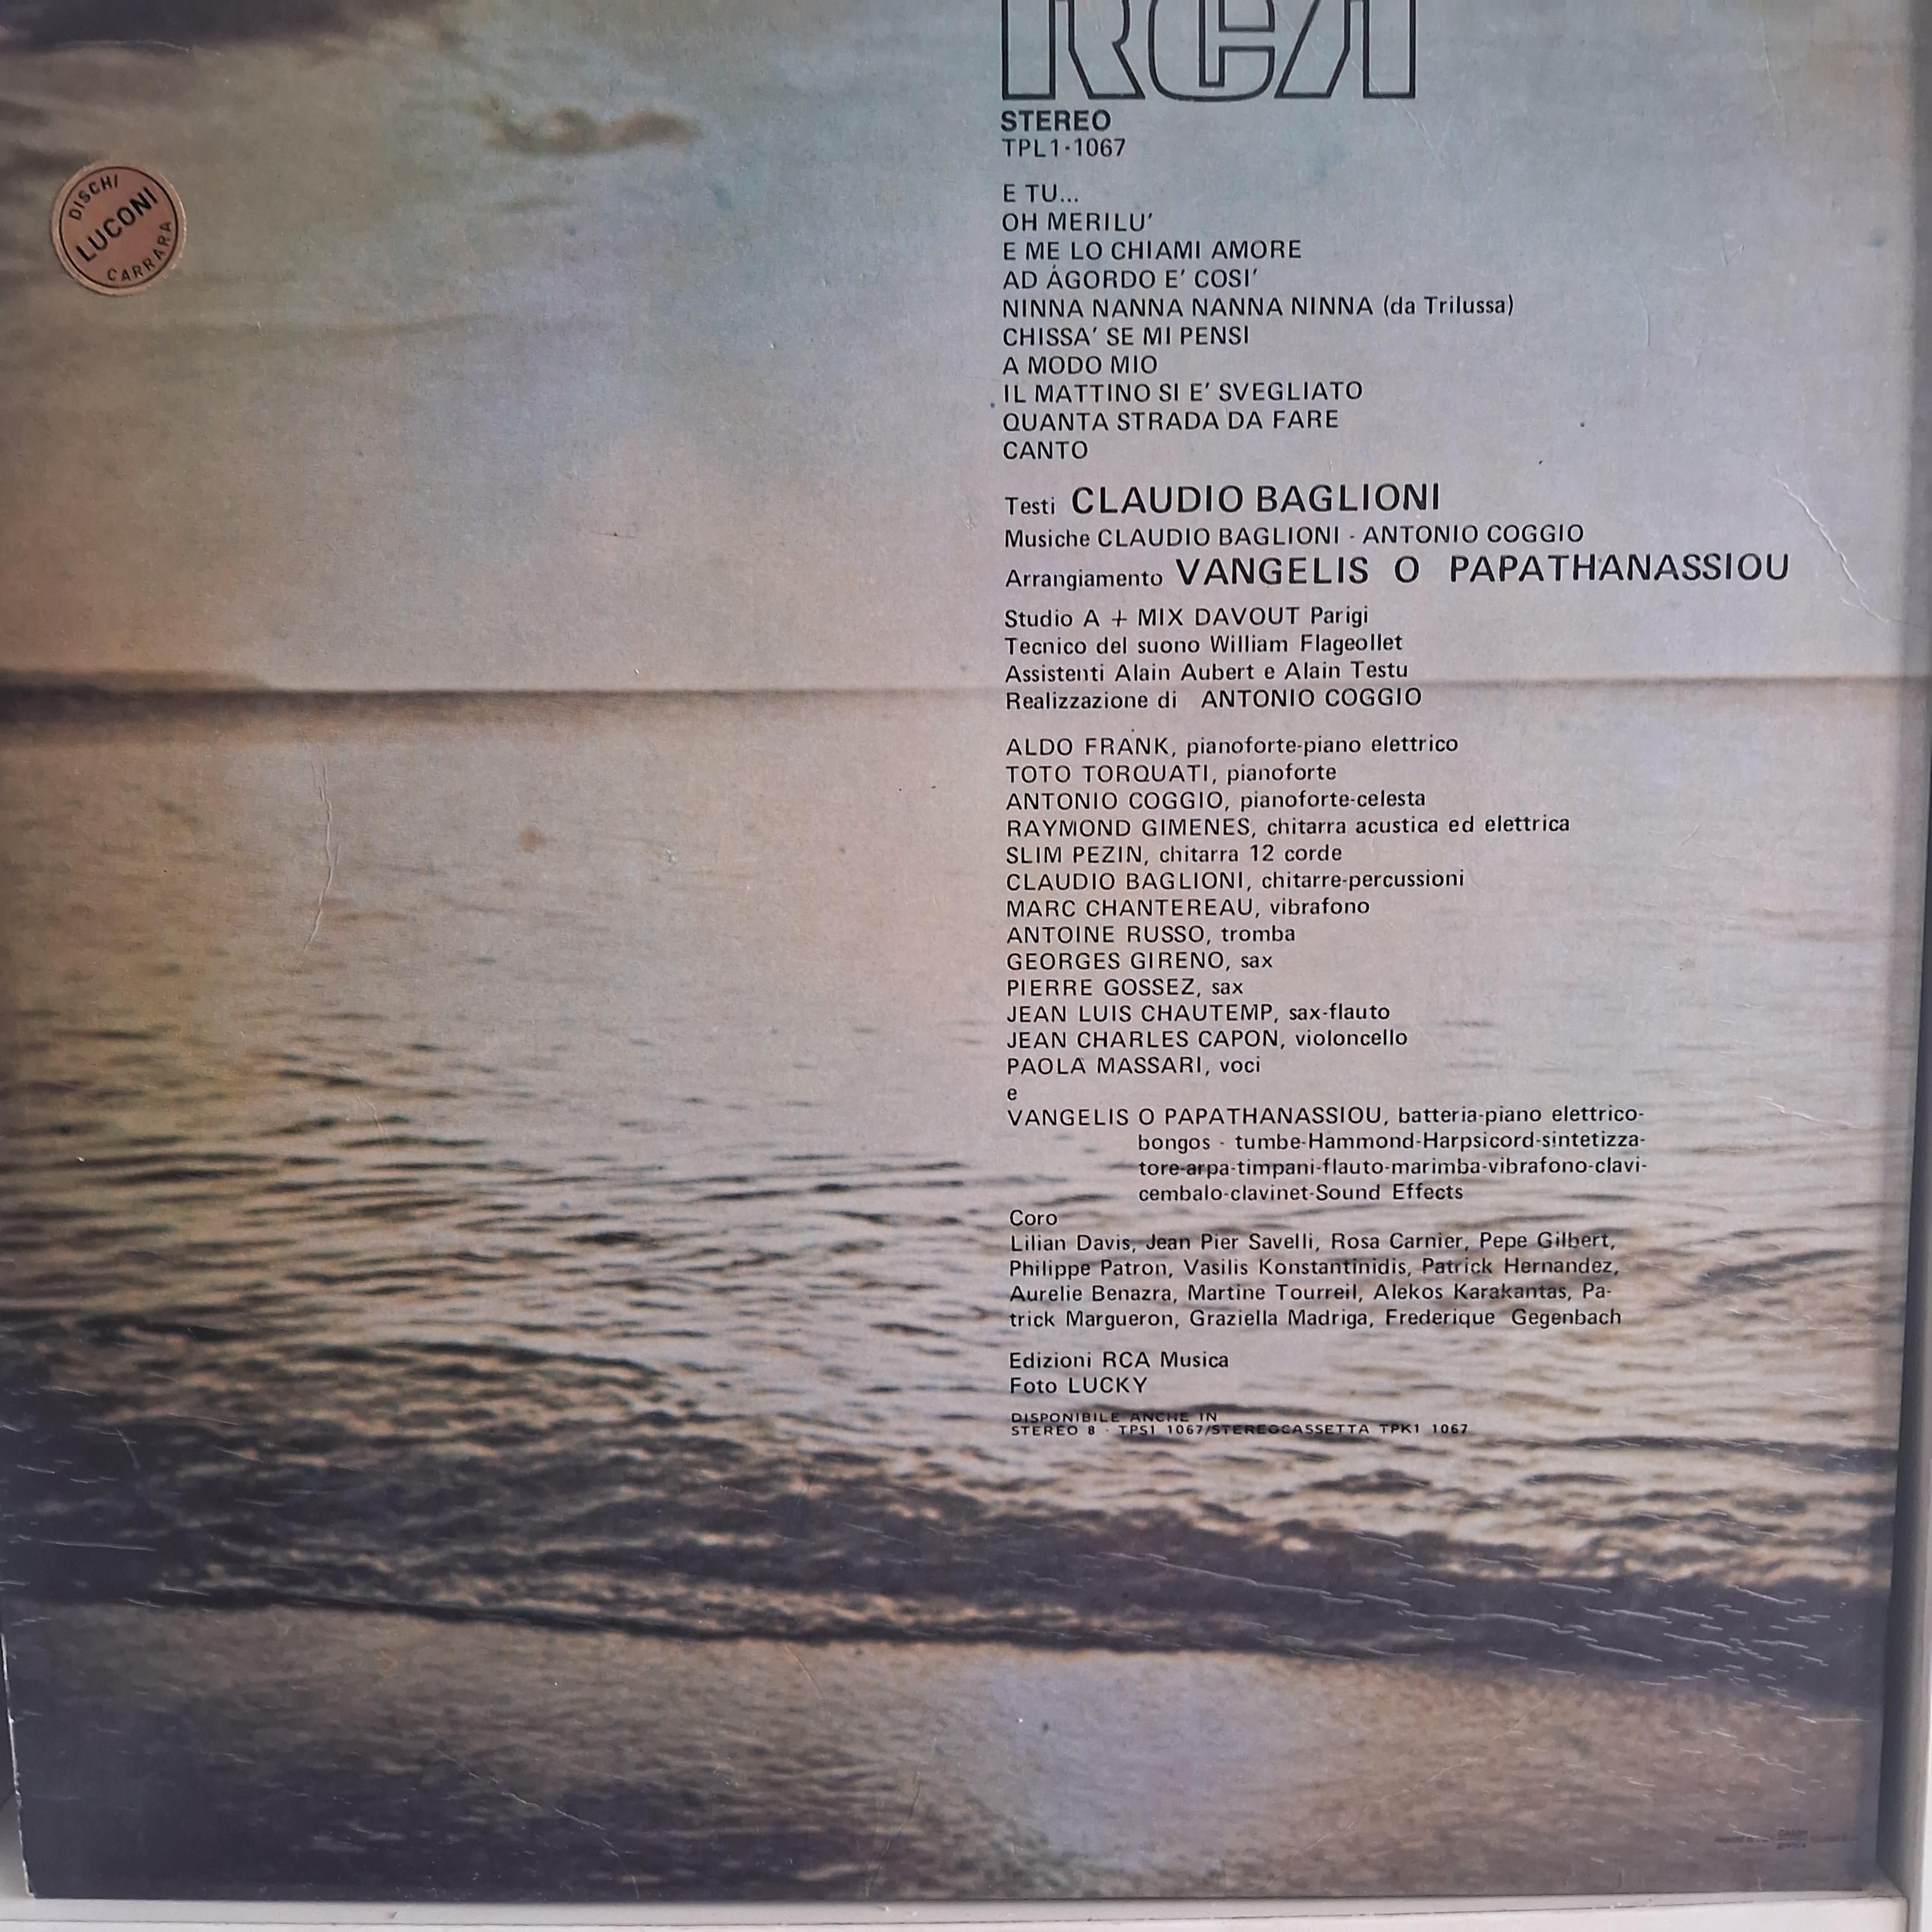 RCA
STEREO
TPL1-1067
DISCHI
LUCONI
CARRARA
E TU...
OH MERILU'
E ME LO CHIAMI AMORE
AD ÁGORDO E' COSI'
NINNA NANNA NANNA NINNA (da Trilussa)
CHISSA' SE MI PENSI
A MODO MIO
IL MATTINO SI E' SVEGLIATO
QUANTA STRADA DA FARE
CANTO
Testi CLAUDIO BAGLIONI
Musiche CLAUDIO BAGLIONI - ANTONIO COGGIO
Arrangiamento VANGELIS O PAPATHANASSIOU
Studio A + MIX DAVOUT Parigi
Tecnico del suono William Flageollet
Assistenti Alain Aubert e Alain Testu
Realizzazione di ANTONIO COGGIO
ALDO FRANK, pianoforte-piano elettrico
TOTO TORQUATI, pianoforte
ANTONIO COGGIO, pianoforte-celesta
RAYMOND GIMENES, chitarra acustica ed elettrica
SLIM PEZIN, chitarra 12 corde
CLAUDIO BAGLIONI, chitarre-percussioni
MARC CHANTEREAU, vibrafono
ANTOINE RUSSO, tromba
GEORGES GIRENO, sax
PIERRE GOSSEZ, sax
JEAN LUIS CHAUTEMP, sax-flauto
JEAN CHARLES CAPON, violoncello
PAOLA MASSARI, voci
e
VANGELIS O PAPATHANASSIOU, batteria-piano elettrico-
bongos - tumbe-Hammond-Harpsicord-sintetizza-
tore-arpa-timpani-flauto-marimba-vibrafono-clavi-
cembalo-clavinet-Sound Effects
Coro
Lilian Davis, Jean Pier Savelli, Rosa Carnier, Pepe Gilbert,
Philippe Patron, Vasilis Konstantinidis, Patrick Hernandez,
Aurelie Benazra, Martine Tourreil, Alekos Karakantas, Pa-
trick Margueron, Graziella Madriga, Frederique Gegenbach
Edizioni RCA Musica
Foto LUCKY
DISPONIBILE ANCHE IN
STEREO 8 - TPS1 1067/STEREOCASSETTA TPK1 1067